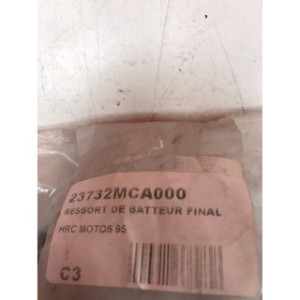 23732MCA000
RESSORT DE BATTEUR FINAL
HRC MOTOS 95
C3